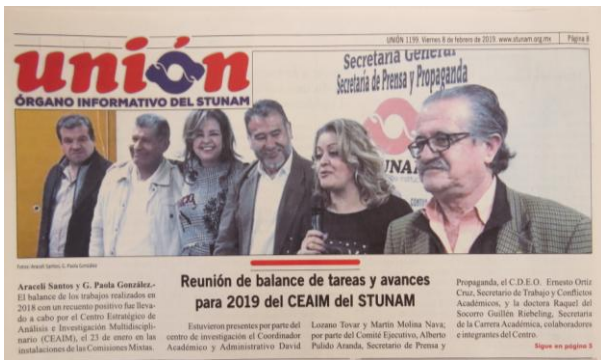 UNIÓN 1199. Viernes 8 de febrero de 2019. www.stunam.org.mx
Página 8
unión
ÓRGANO INFORMATIVO DEL STUNAM
Secretaría General
Secretaría de Prensa y Propaganda
STUNAM
Fotos: Araceli Santos, G. Paola González
Reunión de balance de tareas y avances
para 2019 del CEAIM del STUNAM
Araceli Santos y G. Paola González.-
El balance de los trabajos realizados en
2018 con un recuento positivo fue lleva-
do a cabo por el Centro Estratégico de
Análisis e Investigación Multidiscipli-
nario (CEAIM), el 23 de enero en las
instalaciones de las Comisiones Mixtas.
Estuvieron presentes por parte del
centro de investigación el Coordinador
Académico y Administrativo David
Lozano Tovar y Martín Molina Nava; por
parte del Comité Ejecutivo, Alberto
Pulido Aranda, Secretario de Prensa y
Propaganda, el C.D.E.O. Ernesto Ortiz
Cruz, Secretario de Trabajo y Conflictos
Académicos, y la doctora Raquel del
Socorro Guillén Riebeling, Secretaria
de la Carrera Académica, colaboradores
e integrantes del Centro.
Sigue en página 5